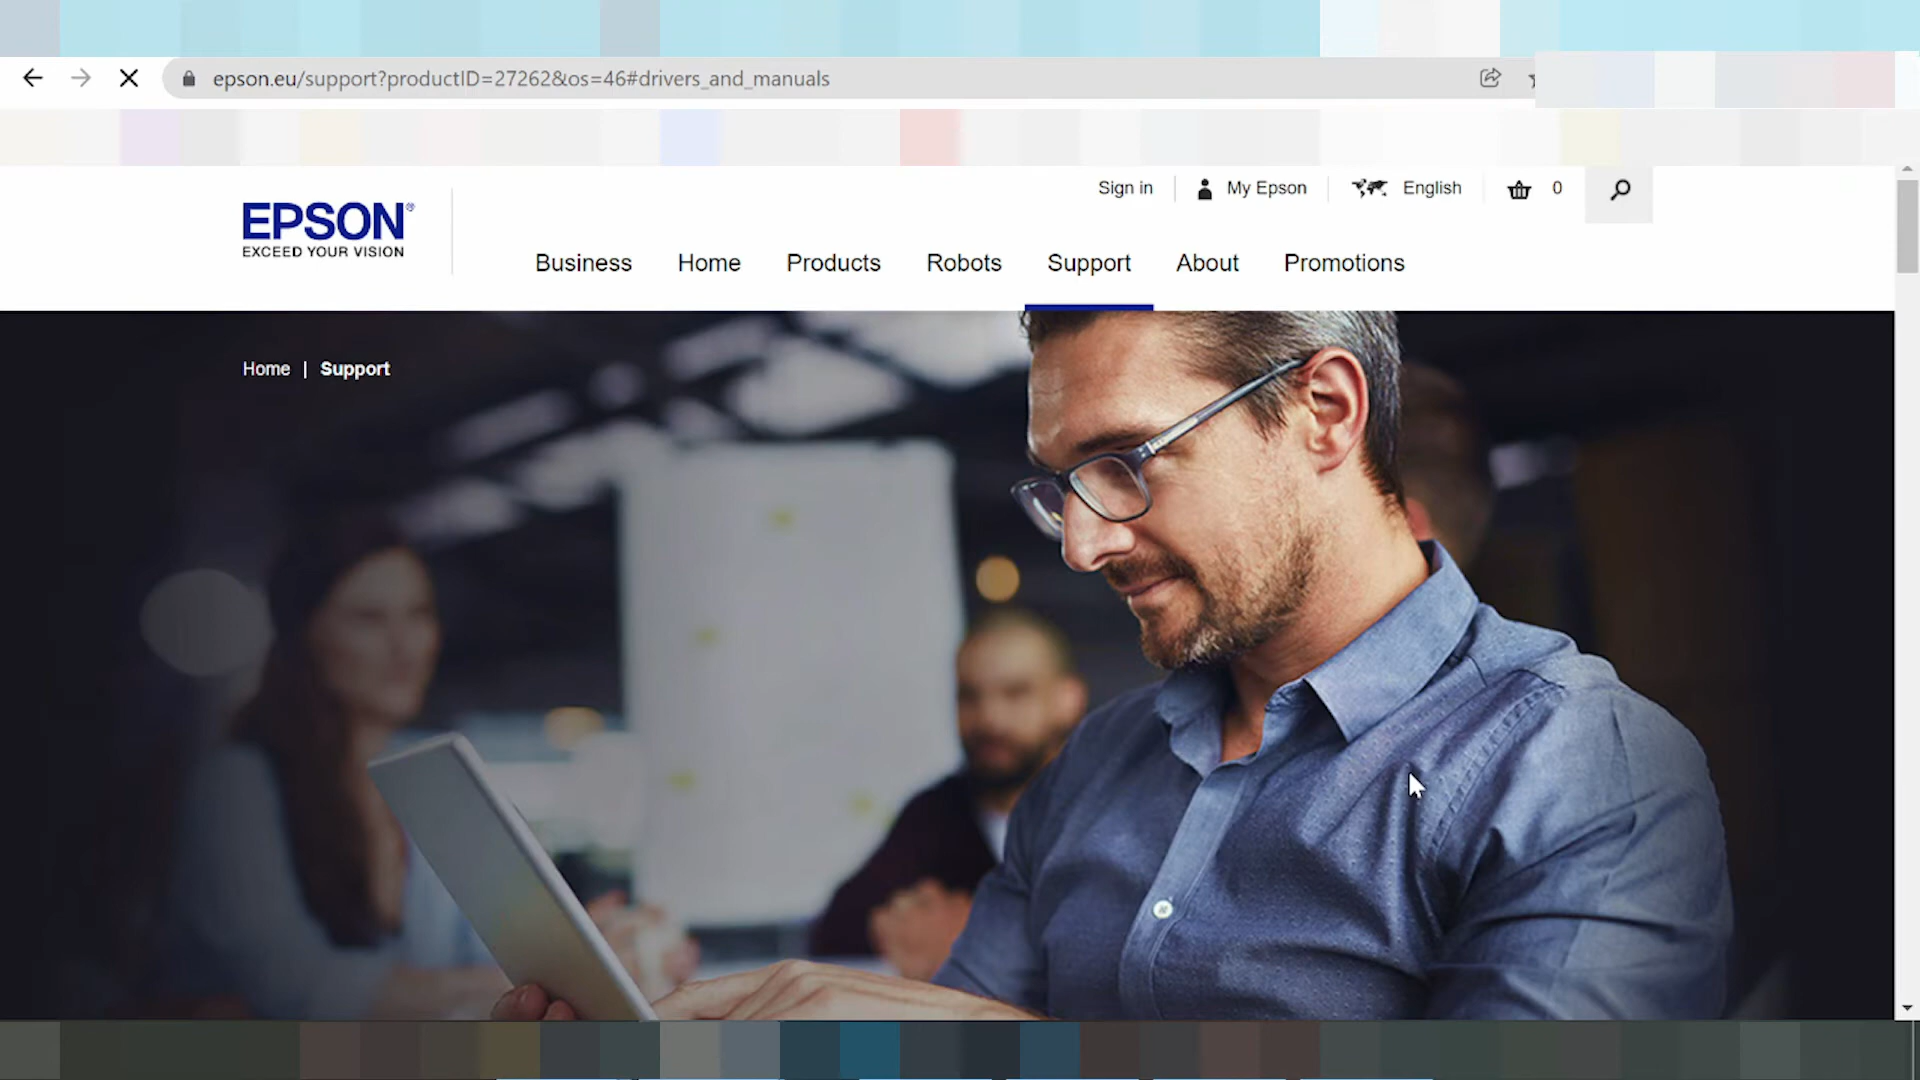 epson.eu/support?productID=27262&os=46#drivers_and_manuals
Sign in
My Epson
English
0
EPSON®
EXCEED YOUR VISION
Business
Home
Products
Robots
Support
About
Promotions
Home | Support